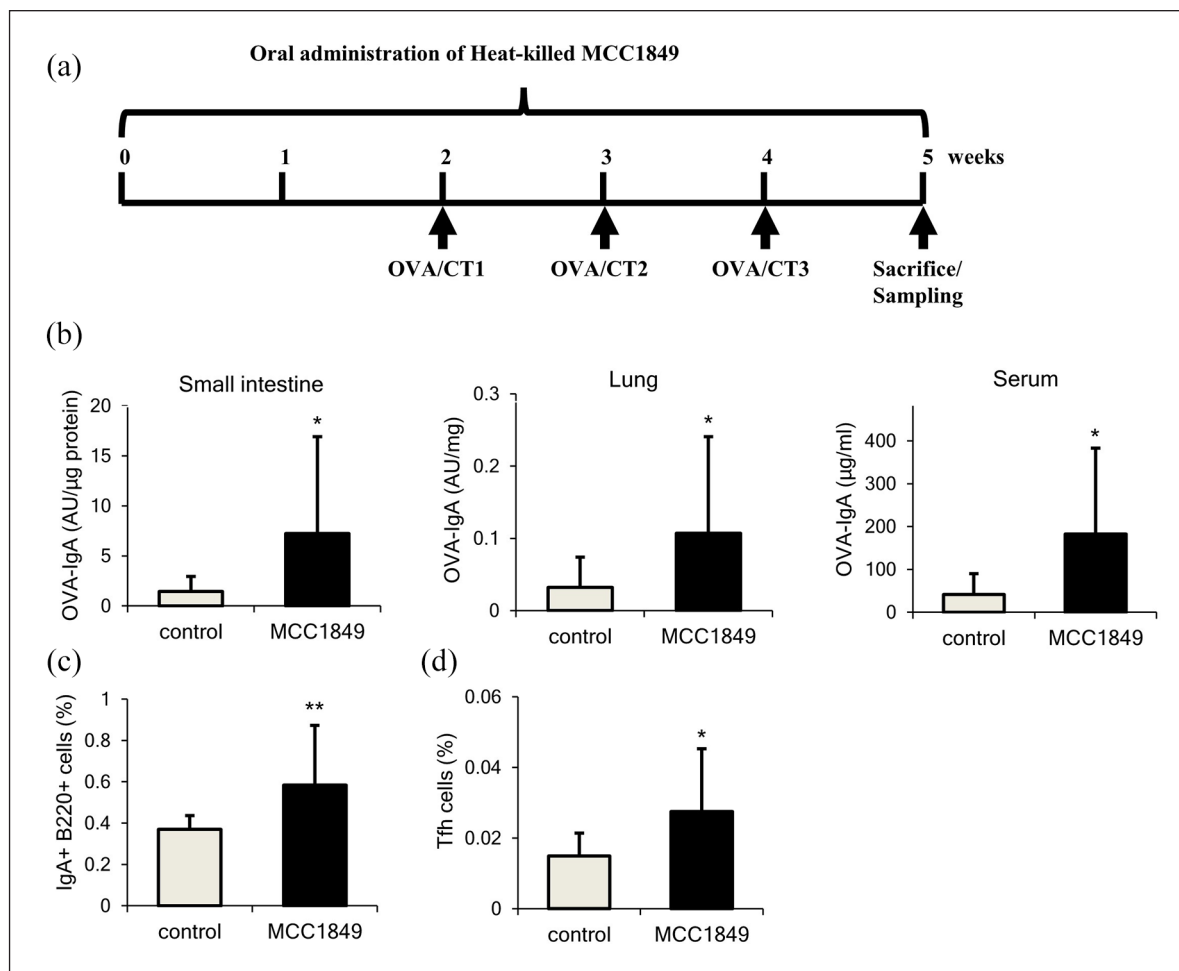 (a)
Oral administration of Heat-killed MCC1849
0 1 2 3 4 5 weeks
OVA/CT1 OVA/CT2 OVA/CT3 Sacrifice/
Sampling
(b)
Small intestine
OVA-IgA (AU/µg protein)
20
15
10
5
0
*
control MCC1849
Lung
OVA-IgA (AU/mg)
0.3
0.2
0.1
0
*
control MCC1849
Serum
OVA-IgA (µg/ml)
400
300
200
100
0
*
control MCC1849
(c)
IgA+ B220+ cells (%)
1
0.8
0.6
0.4
0.2
0
**
control MCC1849
(d)
Tfh cells (%)
0.06
0.04
0.02
0
*
control MCC1849